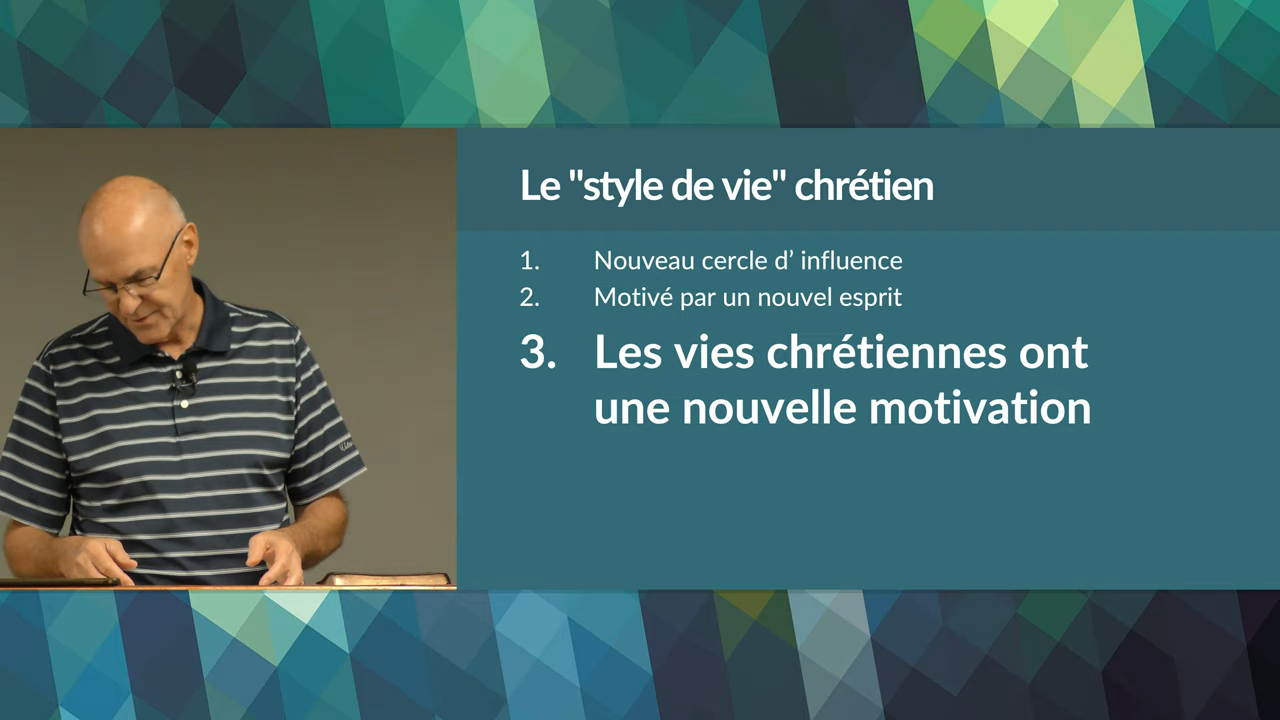 Le "style de vie" chrétien
1. Nouveau cercle d’ influence
2. Motivé par un nouvel esprit
3. Les vies chrétiennes ont
une nouvelle motivation